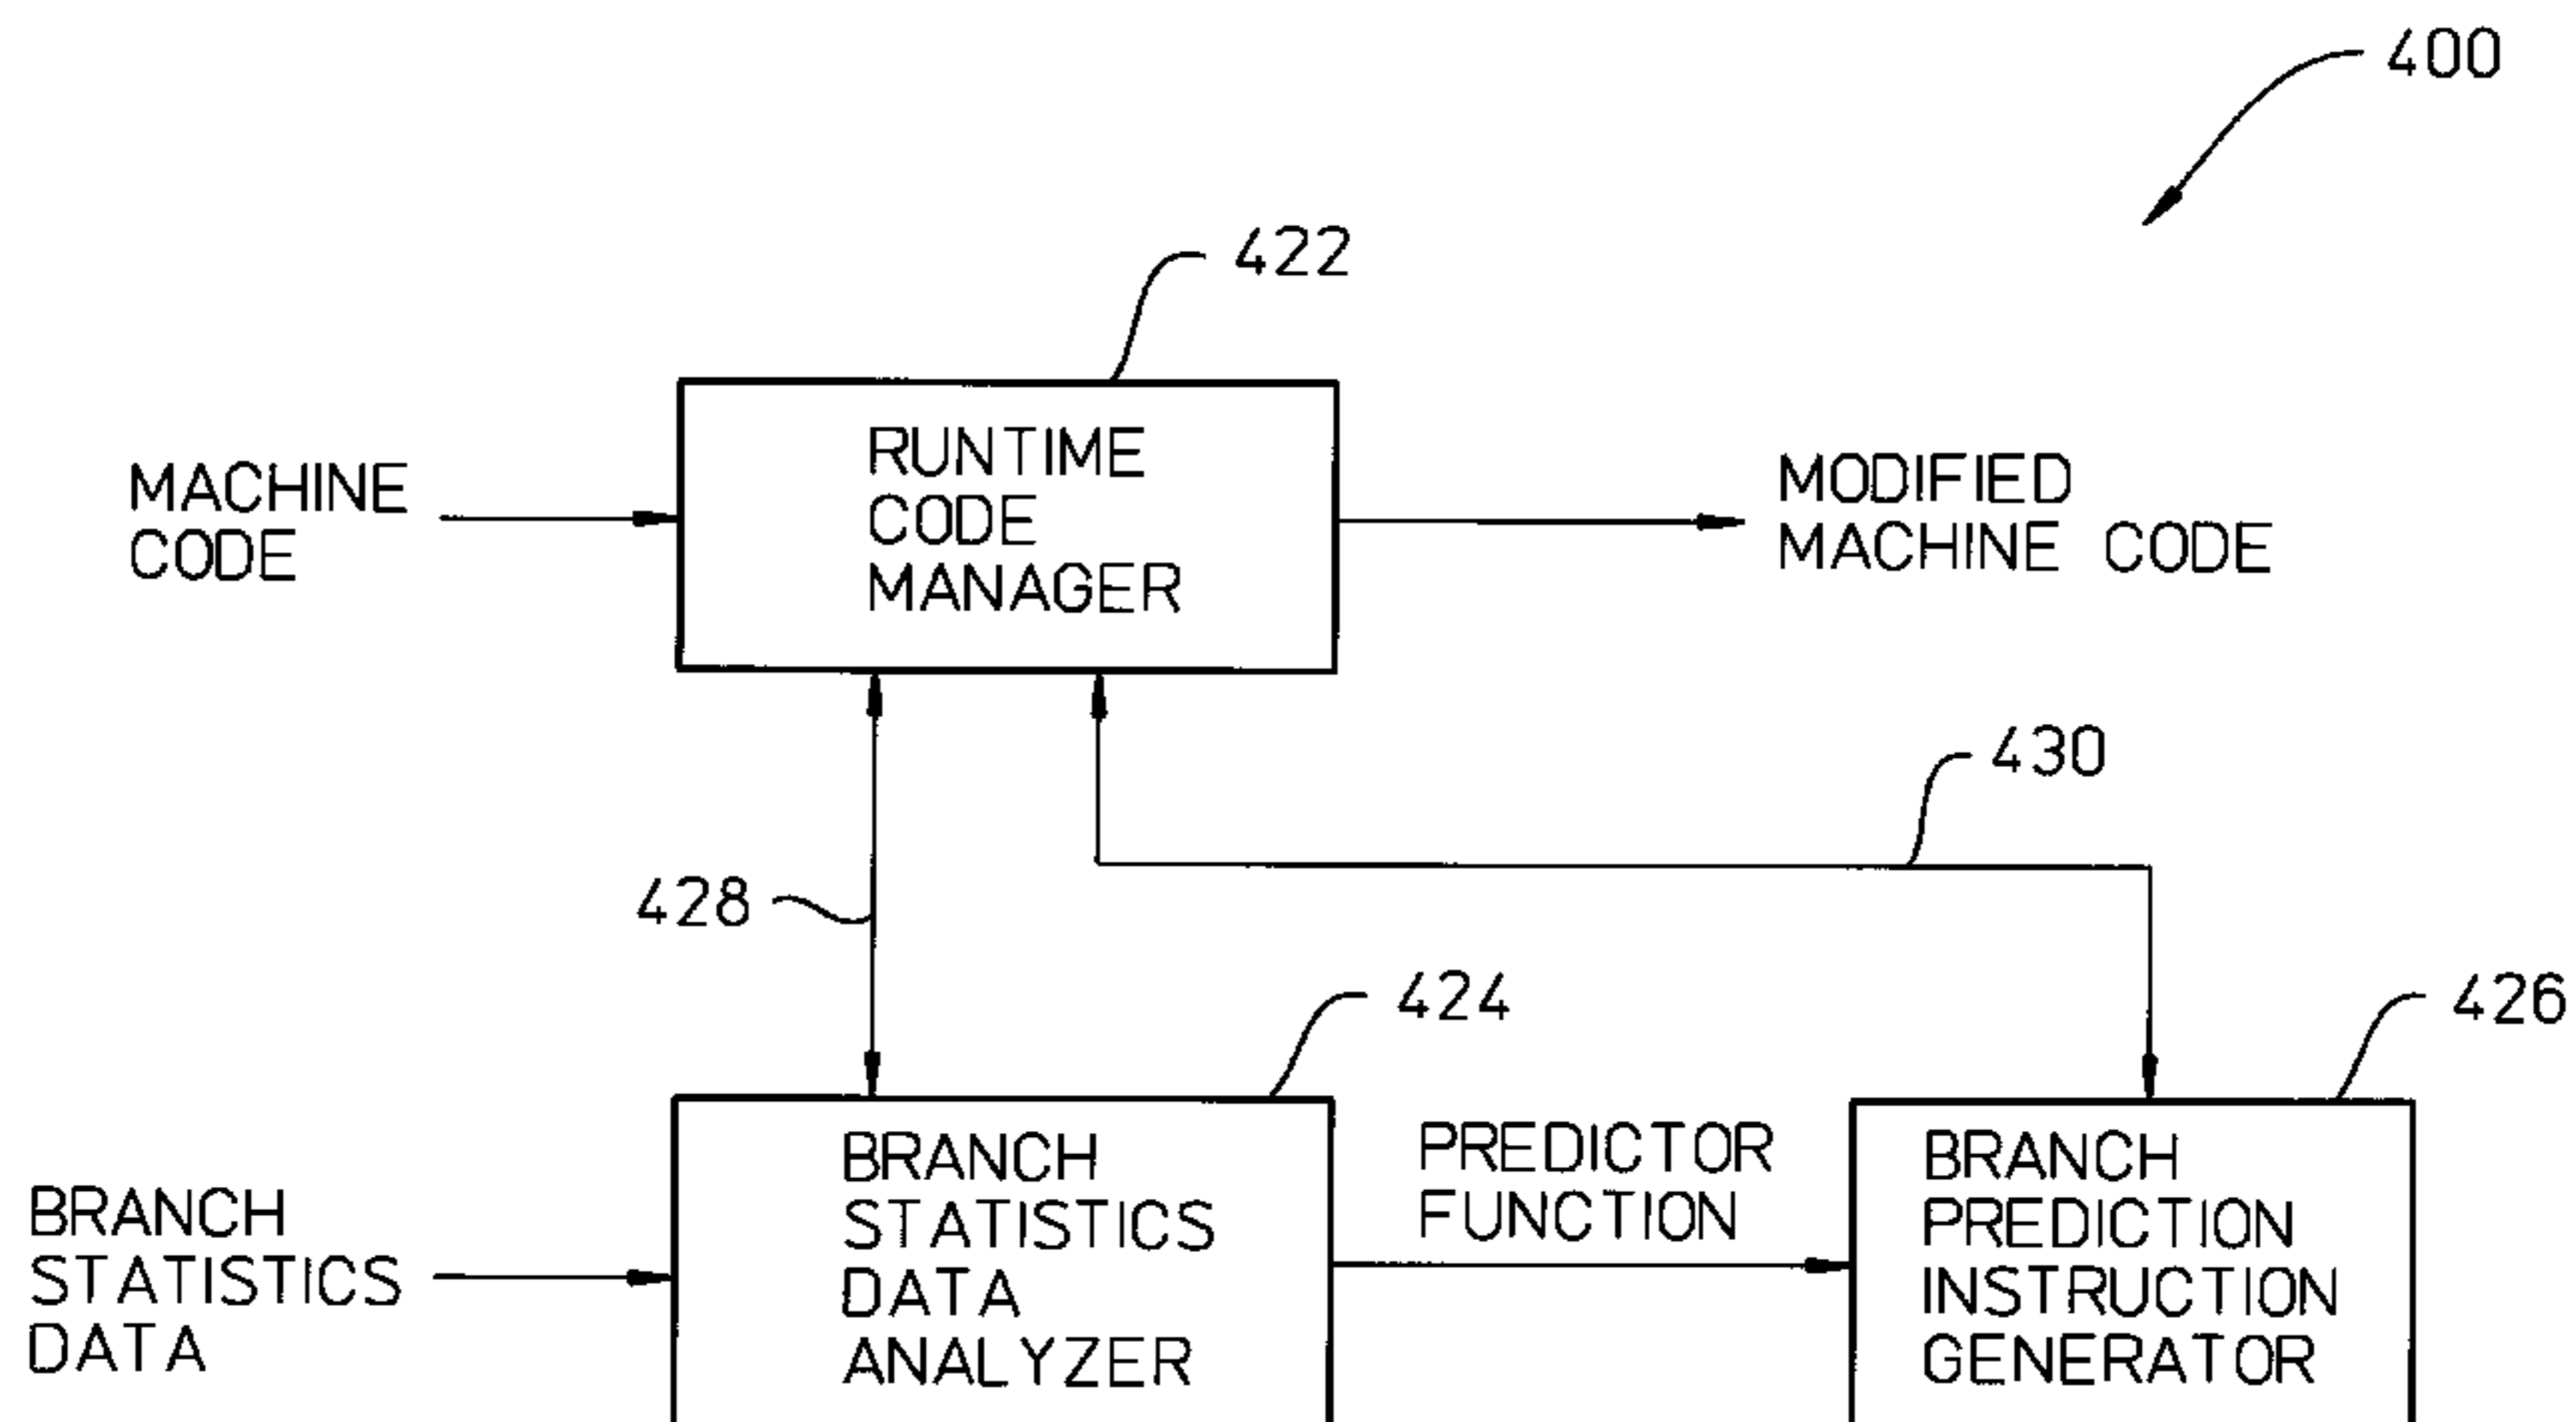 400
422
MACHINE
CODE
RUNTIME
CODE
MANAGER
MODIFIED
MACHINE CODE
430
428
424
426
BRANCH
STATISTICS
DATA
BRANCH
STATISTICS
DATA
ANALYZER
PREDICTOR
FUNCTION
BRANCH
PREDICTION
INSTRUCTION
GENERATOR